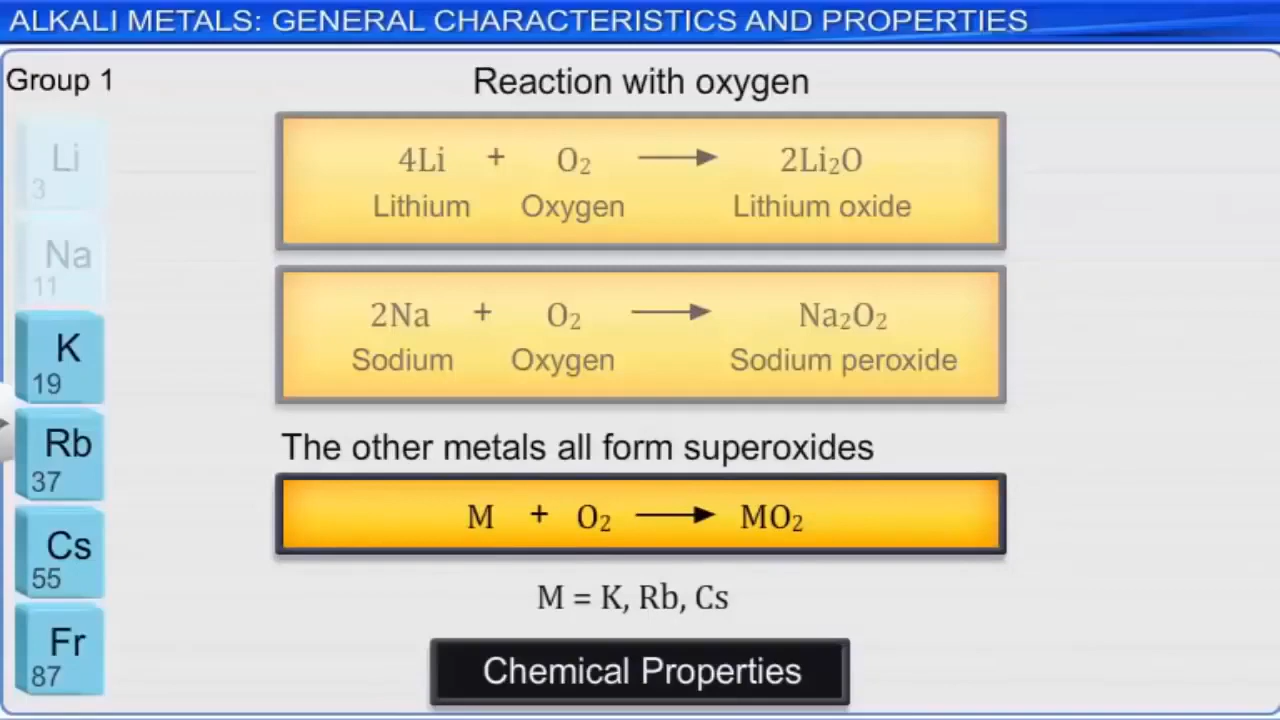 ALKALI METALS: GENERAL CHARACTERISTICS AND PROPERTIES
Group 1
Reaction with oxygen
Li
3
Na
11
K
19
Rb
37
Cs
55
Fr
87
4Li + O₂ ⟶ 2Li₂O
Lithium Oxygen Lithium oxide
2Na + O₂ ⟶ Na₂O₂
Sodium Oxygen Sodium peroxide
The other metals all form superoxides
M + O₂ ⟶ MO₂
M = K, Rb, Cs
Chemical Properties